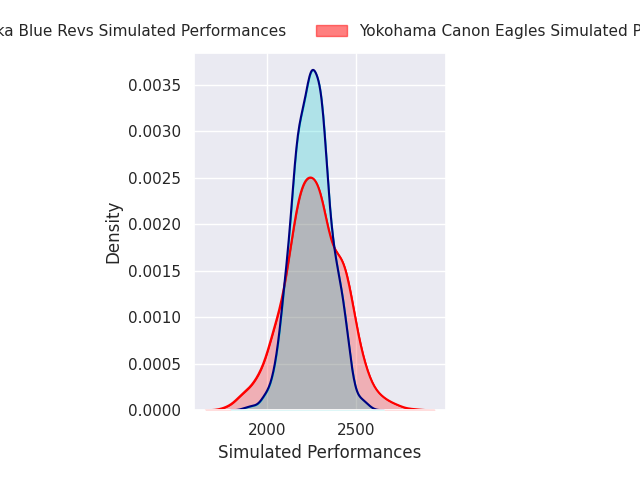 ka Blue Revs Simulated Performances
Yokohama Canon Eagles Simulated P
0.0035
0.0030
0.0025
0.0020
0.0015
0.0010
0.0005
0.0000
Density
2000 2500
Simulated Performances